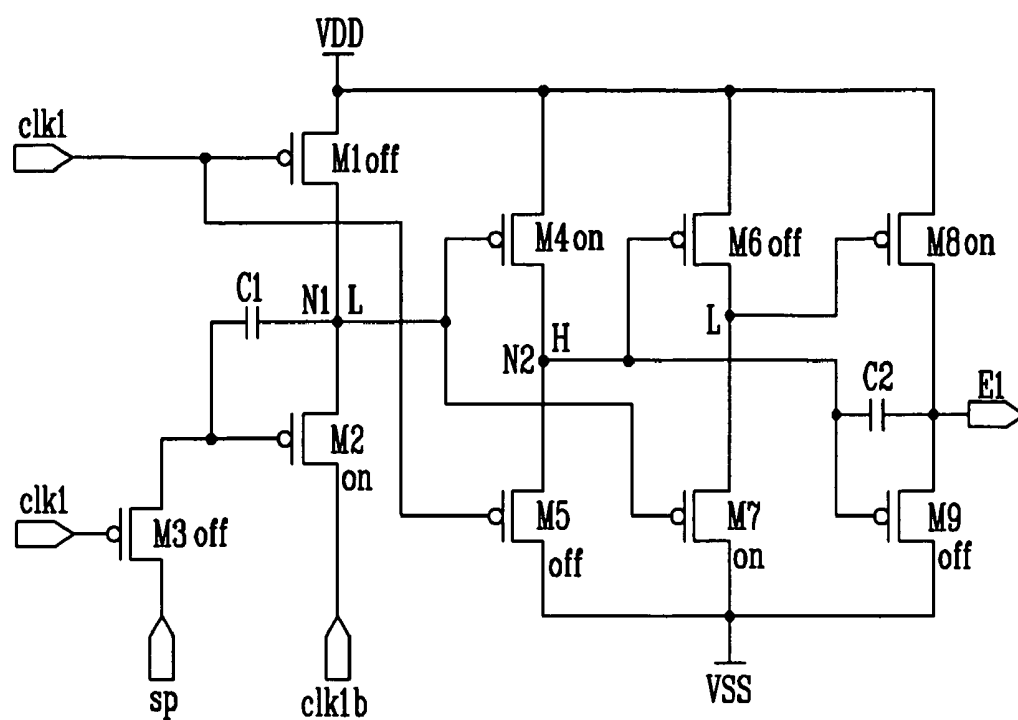 VDD
clk1
M1 off
M4 on
M6 off
M8 on
C1
N1 L
L
H
N2
C2
E1
M2
on
clk1
M3 off
M5
off
M7
on
M9
off
sp
clk1b
VSS